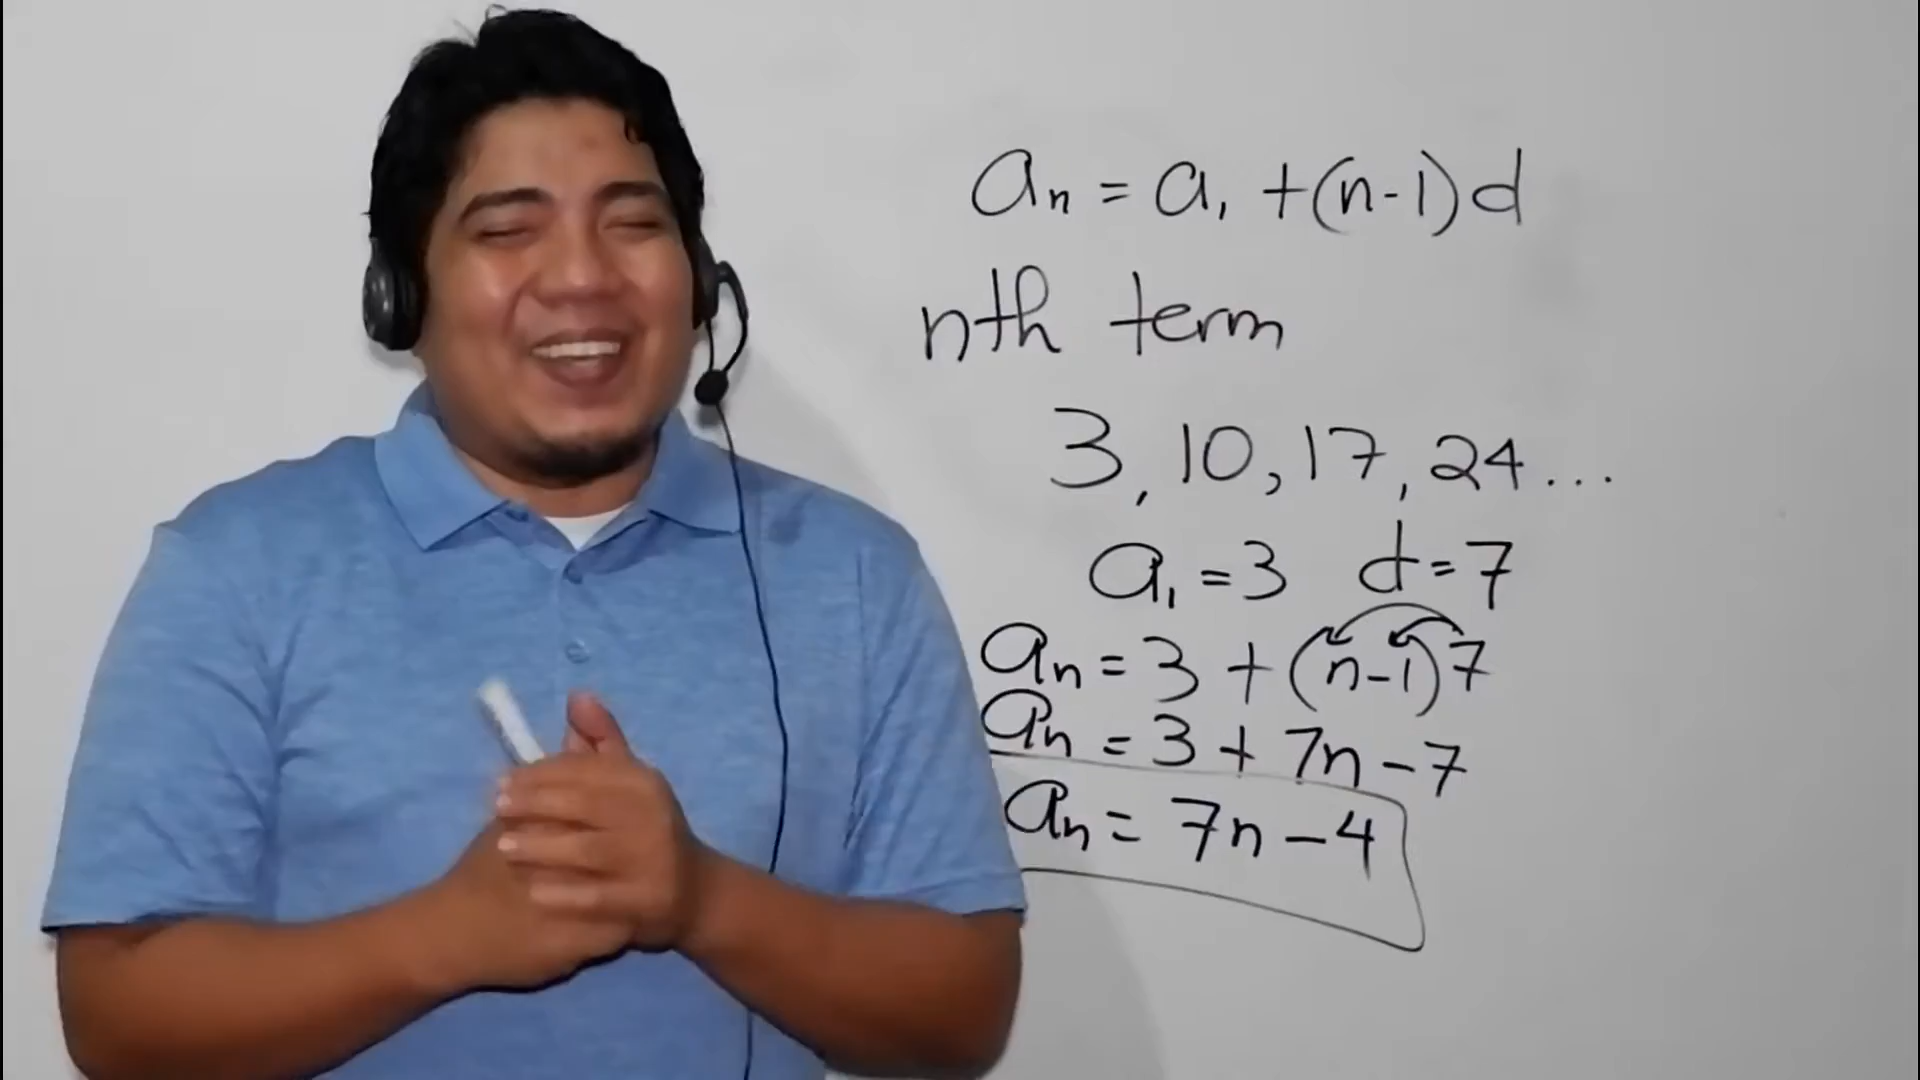 aₙ = a₁ + (n-1)d
nth term
3, 10, 17, 24...
a₁ = 3 d = 7
aₙ = 3 + (n-1)7
aₙ = 3 + 7n - 7
aₙ = 7n - 4